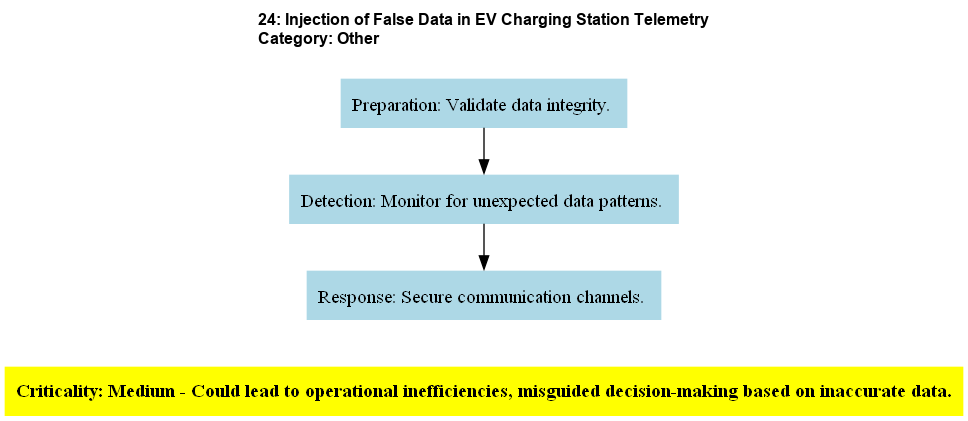 24: Injection of False Data in EV Charging Station Telemetry
Category: Other
Preparation: Validate data integrity.
Detection: Monitor for unexpected data patterns.
Response: Secure communication channels.
Criticality: Medium - Could lead to operational inefficiencies, misguided decision-making based on inaccurate data.